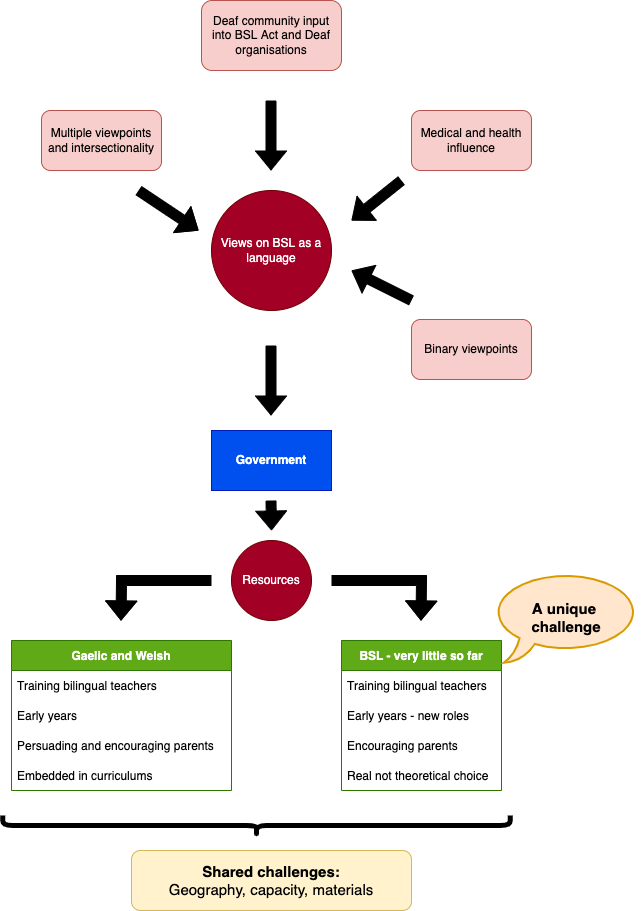 Deaf community input
into BSL Act and Deaf
organisations
Multiple viewpoints
and intersectionality
Medical and health
influence
Views on BSL as a
language
Binary viewpoints
Government
Resources
A unique
challenge
Gaelic and Welsh
Training bilingual teachers
Early years
Persuading and encouraging parents
Embedded in curriculums
BSL - very little so far
Training bilingual teachers
Early years - new roles
Encouraging parents
Real not theoretical choice
Shared challenges:
Geography, capacity, materials